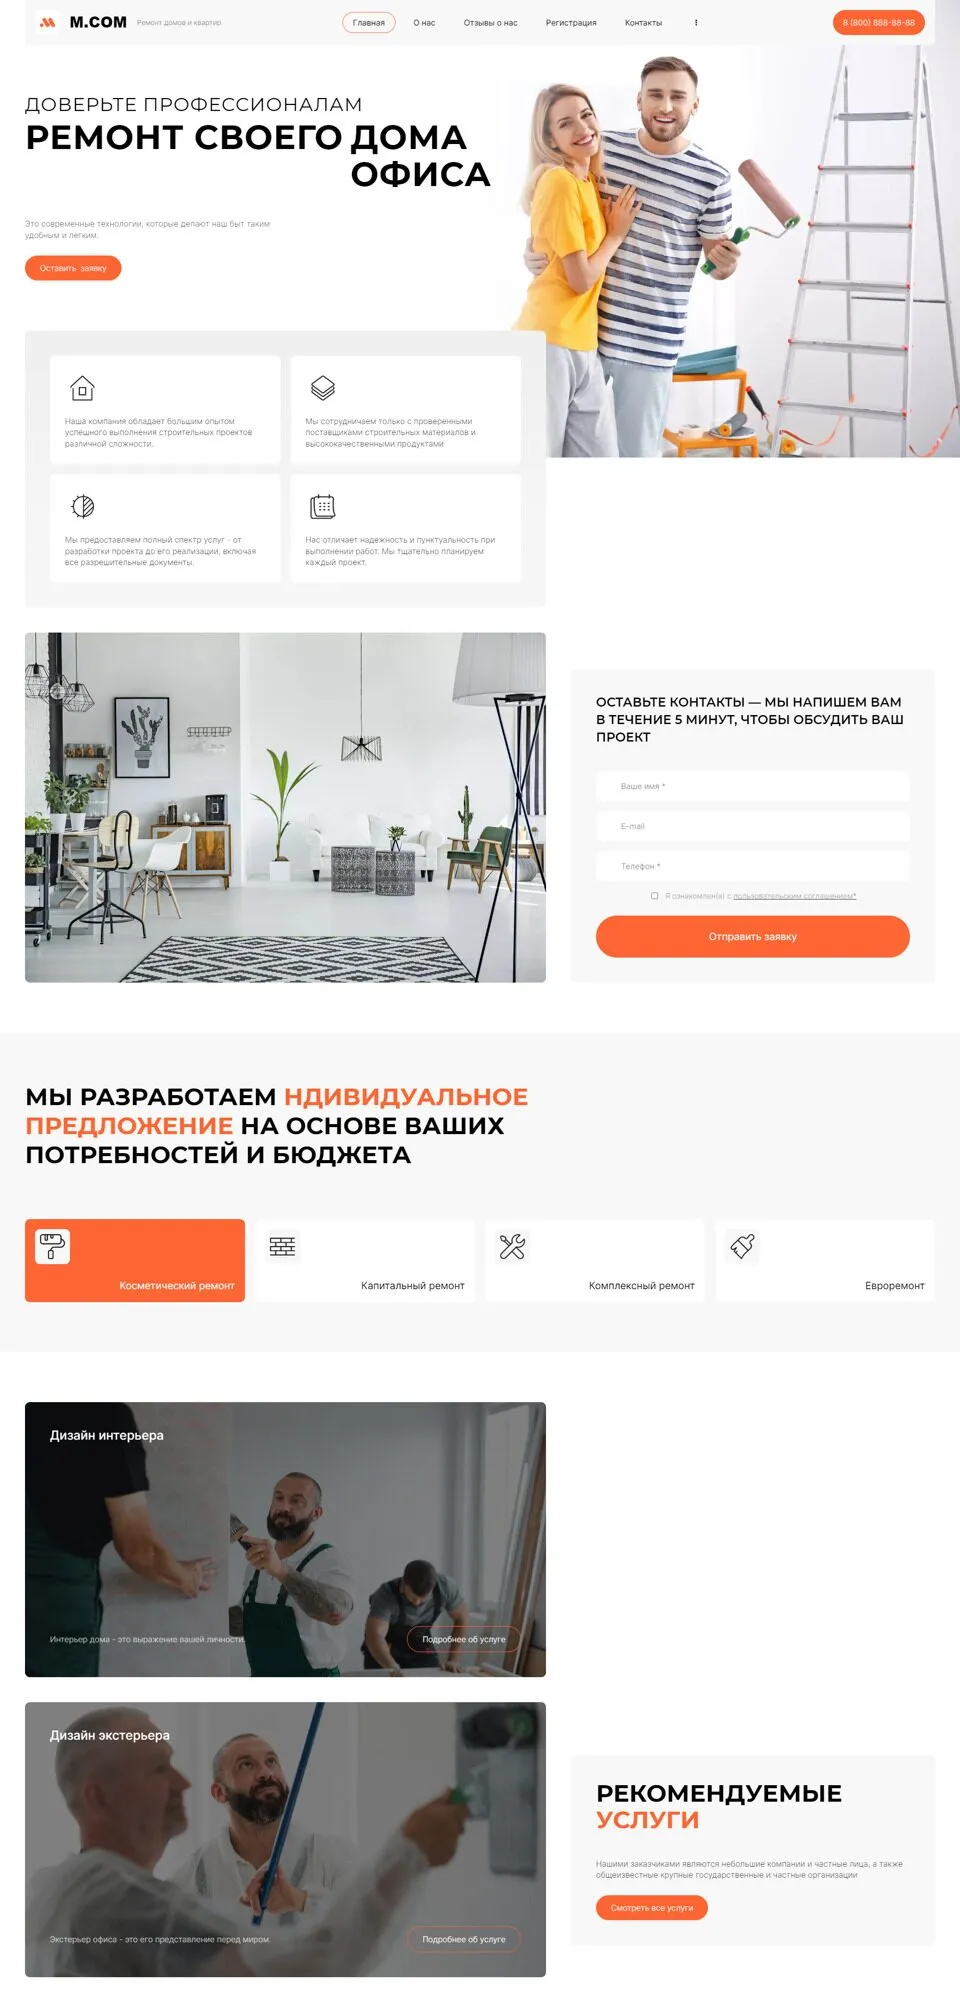 M.COM
Ремонт домов и квартир
Главная
О нас
Отзывы о нас
Регистрация
Контакты
8 (800) 888-88-88
ДОВЕРЬТЕ ПРОФЕССИОНАЛАМ
РЕМОНТ СВОЕГО ДОМА
ОФИСА
Это современные технологии, которые делают наш быт таким
удобным и легким.
Оставить заявку
Наша компания обладает большим опытом
успешного выполнения строительных проектов
различной сложности.
Мы сотрудничаем только с проверенными
поставщиками строительных материалов и
высококачественными продуктами
Мы предоставляем полный спектр услуг - от
разработки проекта до его реализации, включая
все разрешительные документы.
Нас отличает надежность и пунктуальность при
выполнении работ. Мы тщательно планируем
каждый проект.
ОСТАВЬТЕ КОНТАКТЫ — МЫ НАПИШЕМ ВАМ
В ТЕЧЕНИЕ 5 МИНУТ, ЧТОБЫ ОБСУДИТЬ ВАШ
ПРОЕКТ
Ваше имя *
E-mail
Телефон *
Я ознакомлен(а) с пользовательским соглашением*
Отправить заявку
МЫ РАЗРАБОТАЕМ НДИВИДУАЛЬНОЕ
ПРЕДЛОЖЕНИЕ НА ОСНОВЕ ВАШИХ
ПОТРЕБНОСТЕЙ И БЮДЖЕТА
Косметический ремонт
Капитальный ремонт
Комплексный ремонт
Евроремонт
Дизайн интерьера
Интерьер дома - это выражение вашей личности.
Подробнее об услуге
Дизайн экстерьера
Экстерьер офиса - это его представление перед миром.
Подробнее об услуге
РЕКОМЕНДУЕМЫЕ
УСЛУГИ
Нашими заказчиками являются небольшие компании и частные лица, а также
общеизвестные крупные государственные и частные организации
Смотреть все услуги